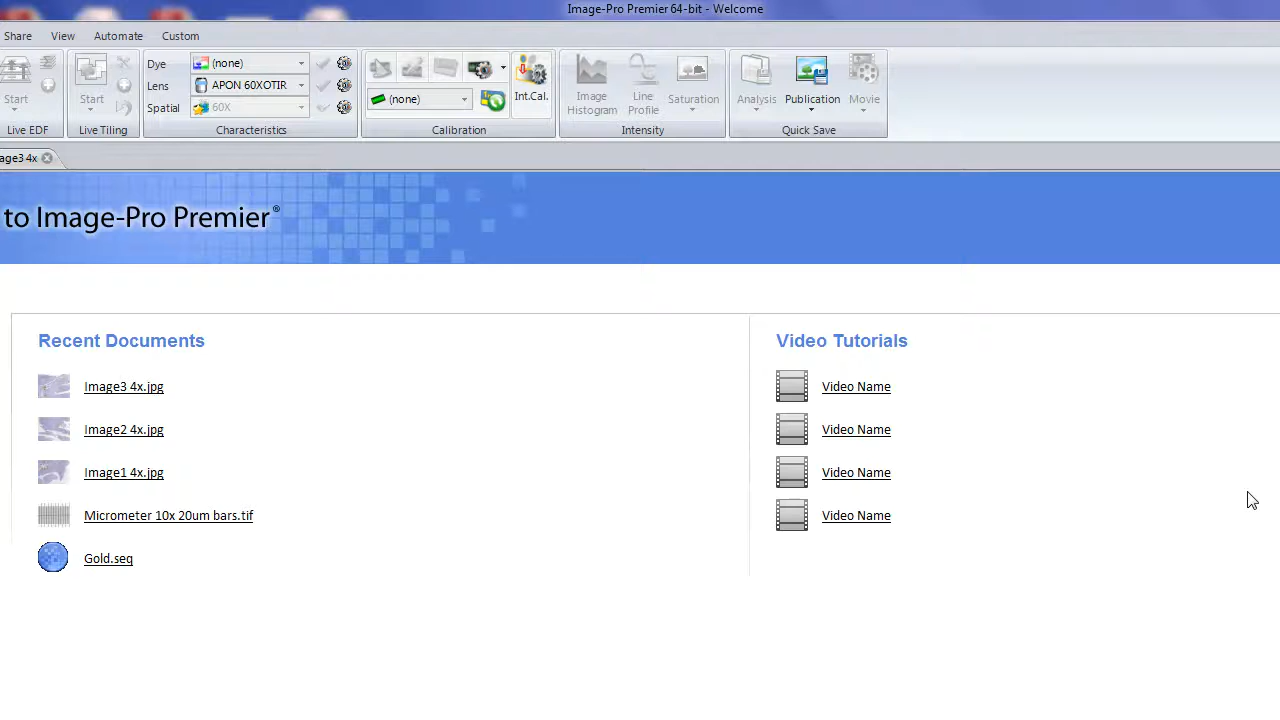 Image-Pro Premier 64-bit - Welcome
Share View Automate Custom
Dye (none)
Lens APON 60XOTIR
Spatial 60X
(none)
Start
Start
Int.Cal.
Image Histogram
Line Profile
Saturation
Analysis
Publication
Movie
Live EDF
Live Tiling
Characteristics
Calibration
Intensity
Quick Save
age3 4x
to Image-Pro Premier®
Recent Documents
Image3 4x.jpg
Image2 4x.jpg
Image1 4x.jpg
Micrometer 10x 20um bars.tif
Gold.seq
Video Tutorials
Video Name
Video Name
Video Name
Video Name